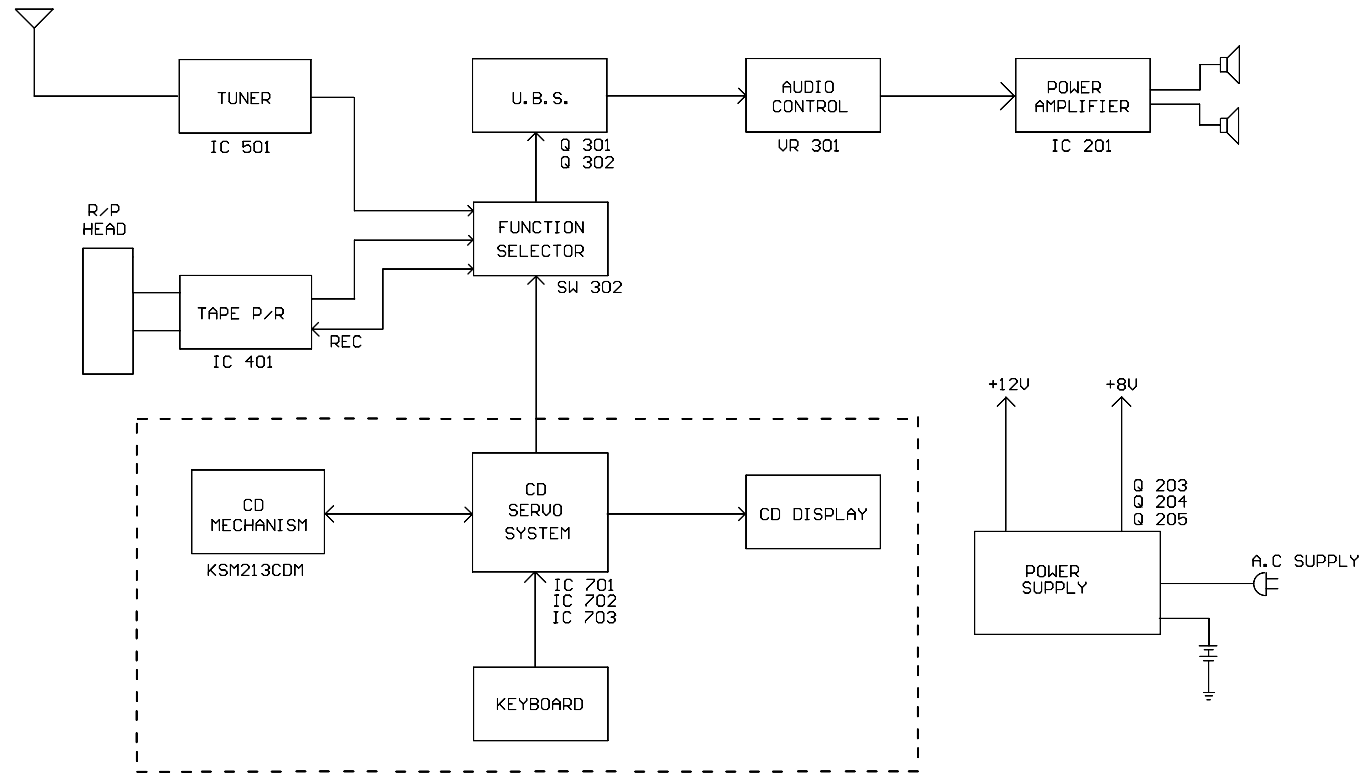 TUNER
IC 501
U.B.S.
Q 301
Q 302
AUDIO
CONTROL
VR 301
POWER
AMPLIFIER
IC 201
R/P
HEAD
FUNCTION
SELECTOR
SW 302
TAPE P/R
IC 401
REC
+12V
+8V
CD
MECHANISM
KSM213CDM
CD
SERVO
SYSTEM
IC 701
IC 702
IC 703
CD DISPLAY
Q 203
Q 204
Q 205
POWER
SUPPLY
A.C SUPPLY
KEYBOARD